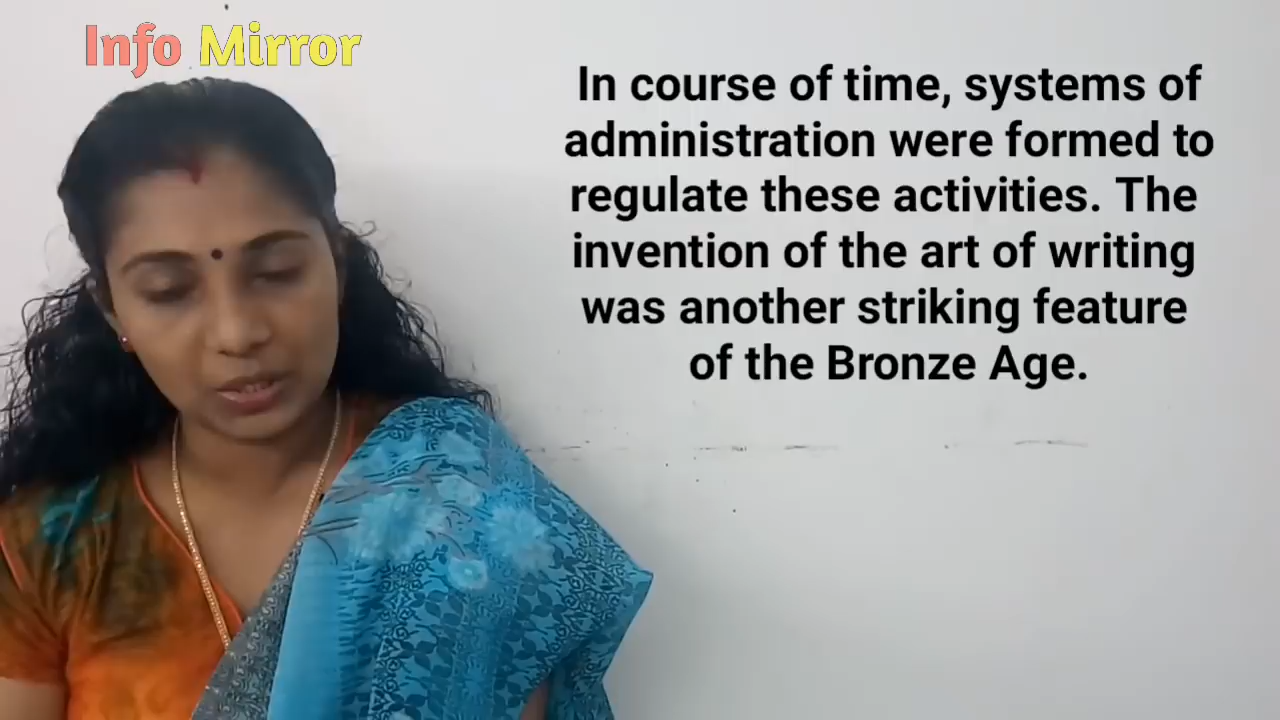 Info Mirror
In course of time, systems of
administration were formed to
regulate these activities. The
invention of the art of writing
was another striking feature
of the Bronze Age.